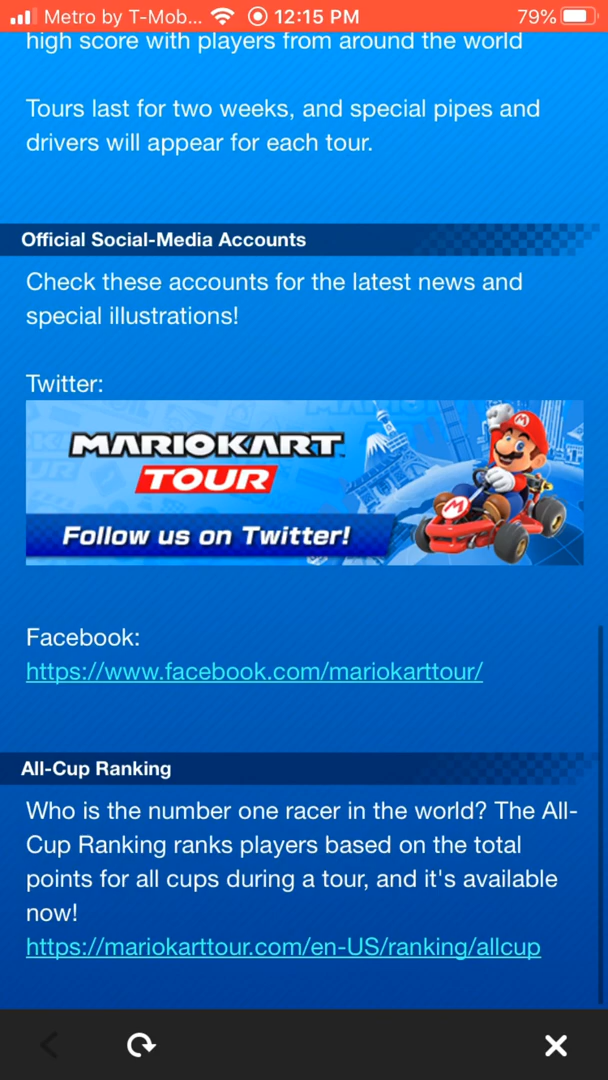 Metro by T-Mob... 12:15 PM 79%
high score with players from around the world
Tours last for two weeks, and special pipes and
drivers will appear for each tour.
Official Social-Media Accounts
Check these accounts for the latest news and
special illustrations!
Twitter:
MARIOKART
TOUR
Follow us on Twitter!
Facebook:
https://www.facebook.com/mariokarttour/
All-Cup Ranking
Who is the number one racer in the world? The All-
Cup Ranking ranks players based on the total
points for all cups during a tour, and it's available
now!
https://mariokarttour.com/en-US/ranking/allcup